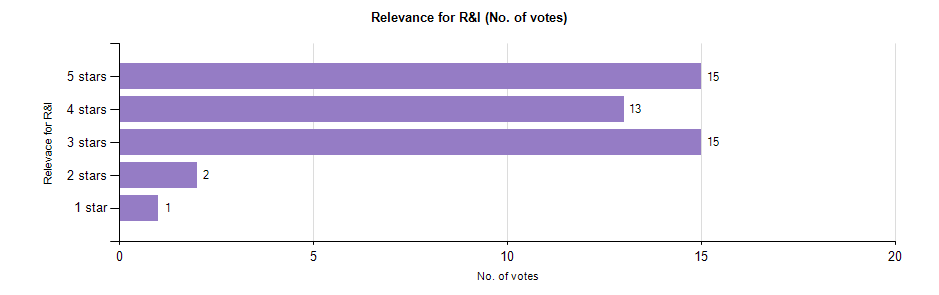 Relevance for R&I (No. of votes)
Relevace for R&I
5 stars 15
4 stars 13
3 stars 15
2 stars 2
1 star 1
0 5 10 15 20
No. of votes